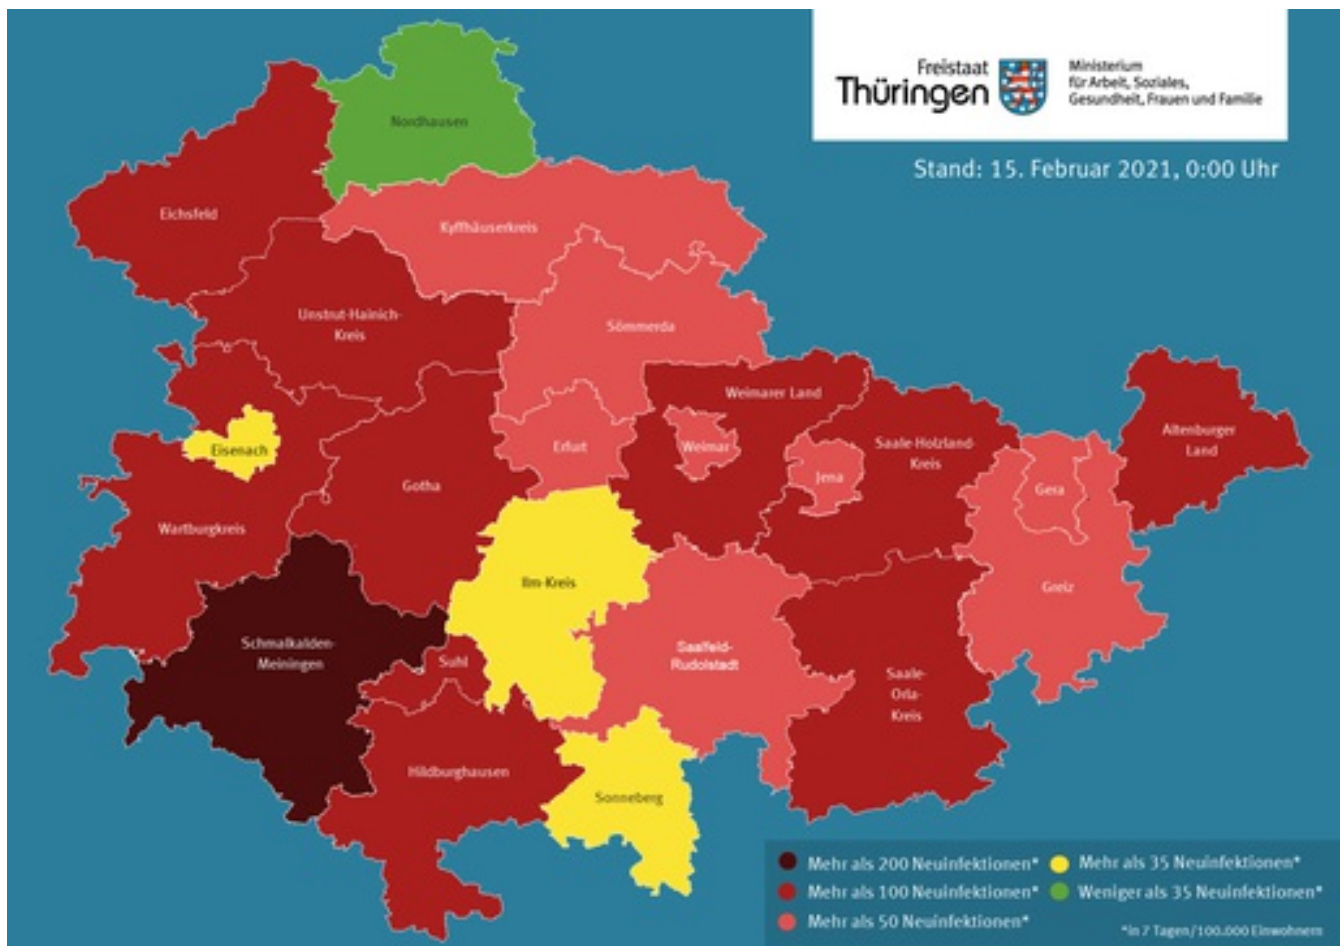 Freistaat
Thüringen
Ministerium
für Arbeit, Soziales,
Gesundheit, Frauen und Familie
Stand: 15. Februar 2021, 0:00 Uhr
Nordhausen
Eichsfeld
Kyffhäuserkreis
Unstrut-Hainich-
Kreis
Sömmerda
Weimarer Land
Altenburger
Land
Eisenach
Erfurt
Weimar
Saale-Holzland-
Kreis
Jena
Gera
Gotha
Wartburgkreis
Ilm-Kreis
Greiz
Schmalkalden-
Meiningen
Suhl
Saalfeld-
Rudolstadt
Saale-
Orla-
Kreis
Hildburghausen
Sonneberg
Mehr als 200 Neuinfektionen*
Mehr als 100 Neuinfektionen*
Mehr als 50 Neuinfektionen*
Mehr als 35 Neuinfektionen*
Weniger als 35 Neuinfektionen*
*in 7 Tagen/100.000 Einwohnern